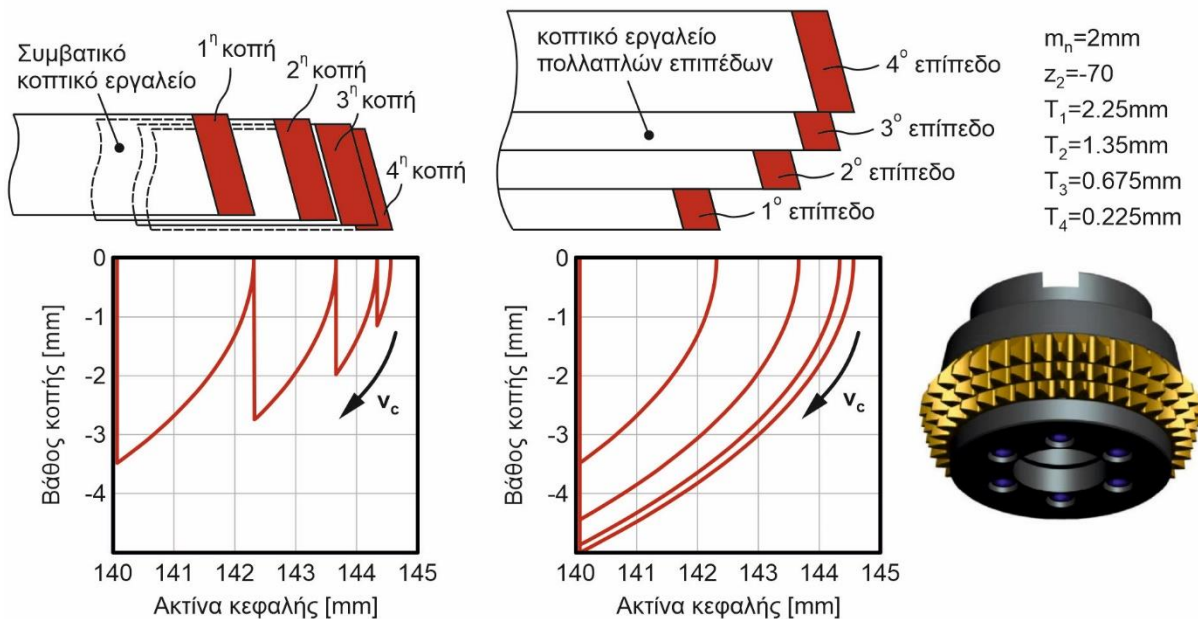 Συμβατικό
κοπτικό εργαλείο
1η κοπή
2η κοπή
3η κοπή
4η κοπή
κοπτικό εργαλείο
πολλαπλών επιπέδων
4ο επίπεδο
3ο επίπεδο
2ο επίπεδο
1ο επίπεδο
mn=2mm
z2=-70
T1=2.25mm
T2=1.35mm
T3=0.675mm
T4=0.225mm
Βάθος κοπής [mm]
0
-1
-2
-3
-4
vc
140 141 142 143 144 145
Ακτίνα κεφαλής [mm]
Βάθος κοπής [mm]
0
-1
-2
-3
-4
vc
140 141 142 143 144 145
Ακτίνα κεφαλής [mm]